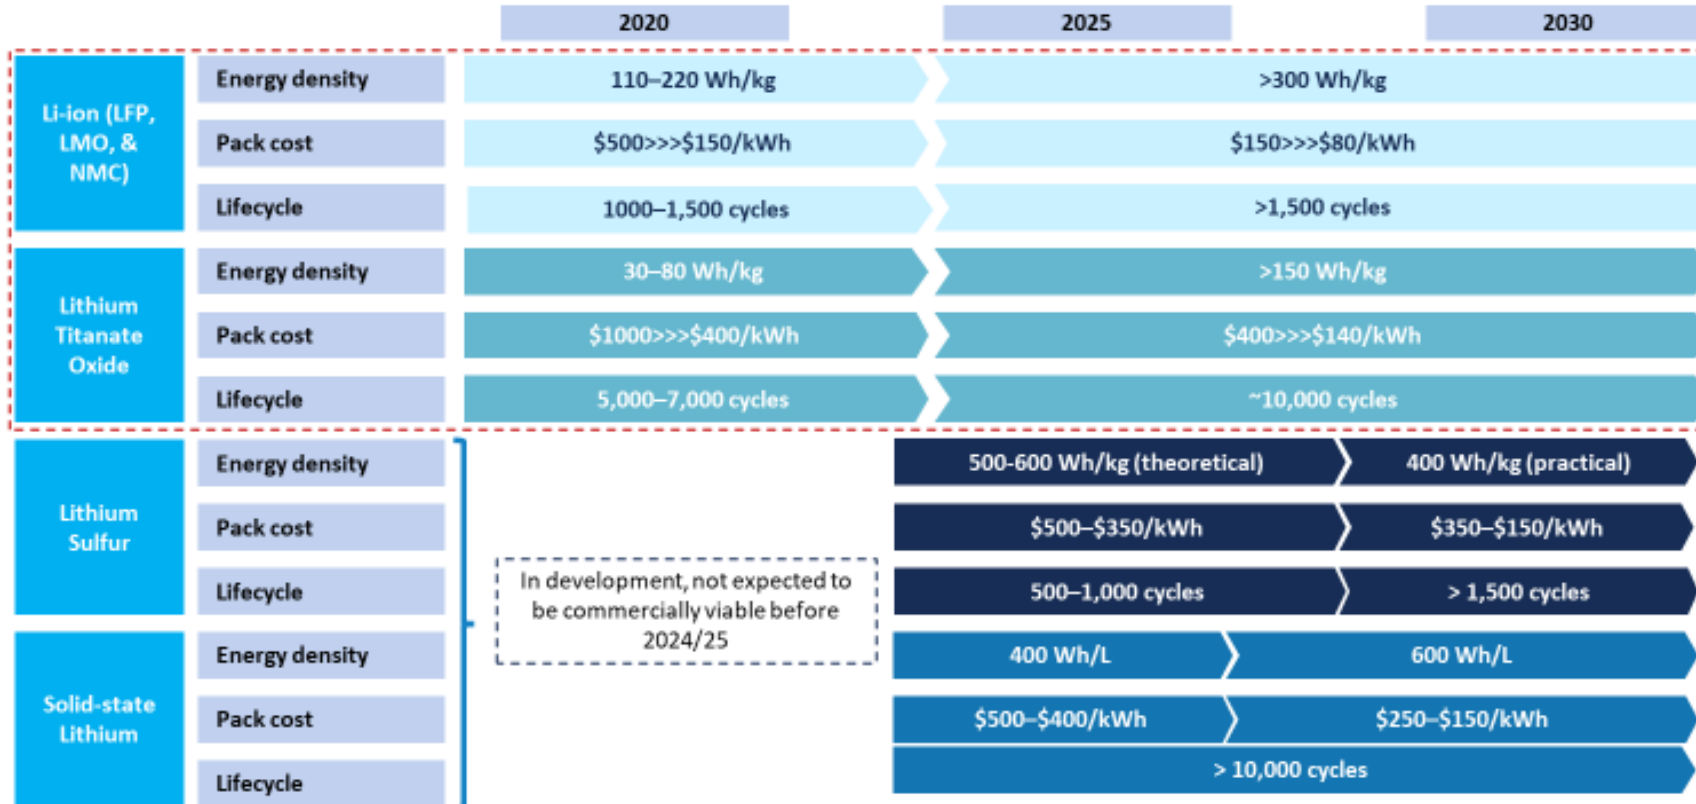 2020 2025 2030
Li-ion (LFP,
LMO, &
NMC)
Energy density 110–220 Wh/kg >300 Wh/kg
Pack cost $500>>>$150/kWh $150>>>$80/kWh
Lifecycle 1000–1,500 cycles >1,500 cycles
Lithium
Titanate
Oxide
Energy density 30–80 Wh/kg >150 Wh/kg
Pack cost $1000>>>$400/kWh $400>>>$140/kWh
Lifecycle 5,000–7,000 cycles ~10,000 cycles
Lithium
Sulfur
Energy density 500-600 Wh/kg (theoretical) 400 Wh/kg (practical)
Pack cost $500–$350/kWh $350–$150/kWh
Lifecycle 500–1,000 cycles > 1,500 cycles
In development, not expected to
be commercially viable before
2024/25
Solid-state
Lithium
Energy density 400 Wh/L 600 Wh/L
Pack cost $500–$400/kWh $250–$150/kWh
Lifecycle > 10,000 cycles